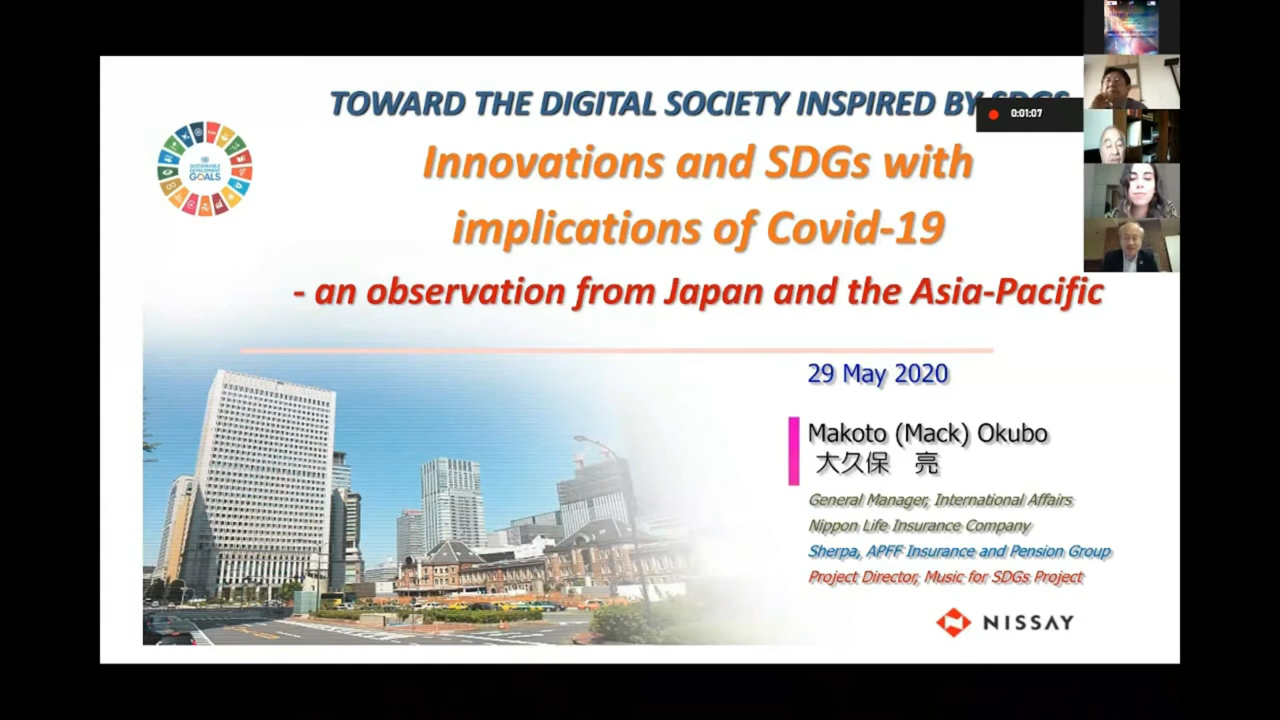 TOWARD THE DIGITAL SOCIETY INSPIRED BY SDGS
0:01:07
Innovations and SDGs with
implications of Covid-19
- an observation from Japan and the Asia-Pacific
SUSTAINABLE
DEVELOPMENT
GOALS
29 May 2020
Makoto (Mack) Okubo
大久保 亮
General Manager, International Affairs
Nippon Life Insurance Company
Sherpa, APFF Insurance and Pension Group
Project Director, Music for SDGs Project
NISSAY